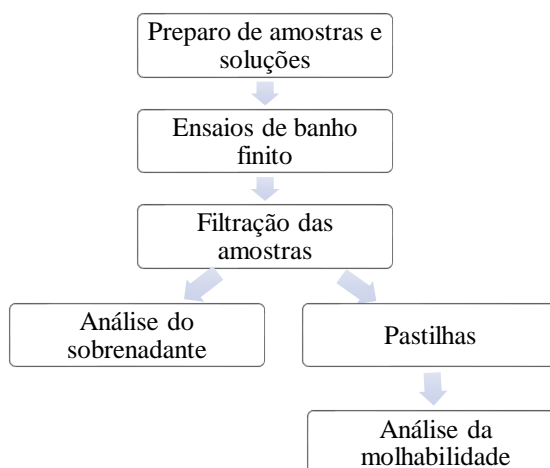 Preparo de amostras e
soluções
Ensaios de banho
finito
Filtração das
amostras
Análise do
sobrenadante
Pastilhas
Análise da
molhabilidade